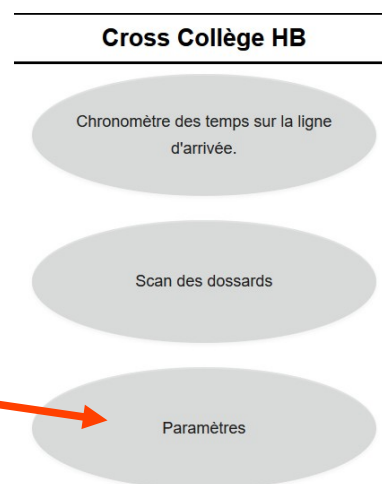 Cross Collège HB
Chronomètre des temps sur la ligne
d'arrivée.
Scan des dossards
Paramètres